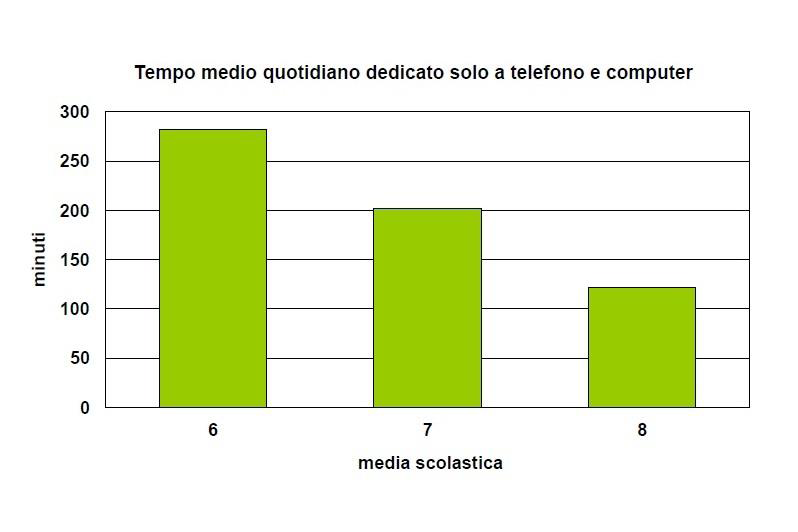 Tempo medio quotidiano dedicato solo a telefono e computer
300
250
200
150
100
50
0
minuti
6 7 8
media scolastica